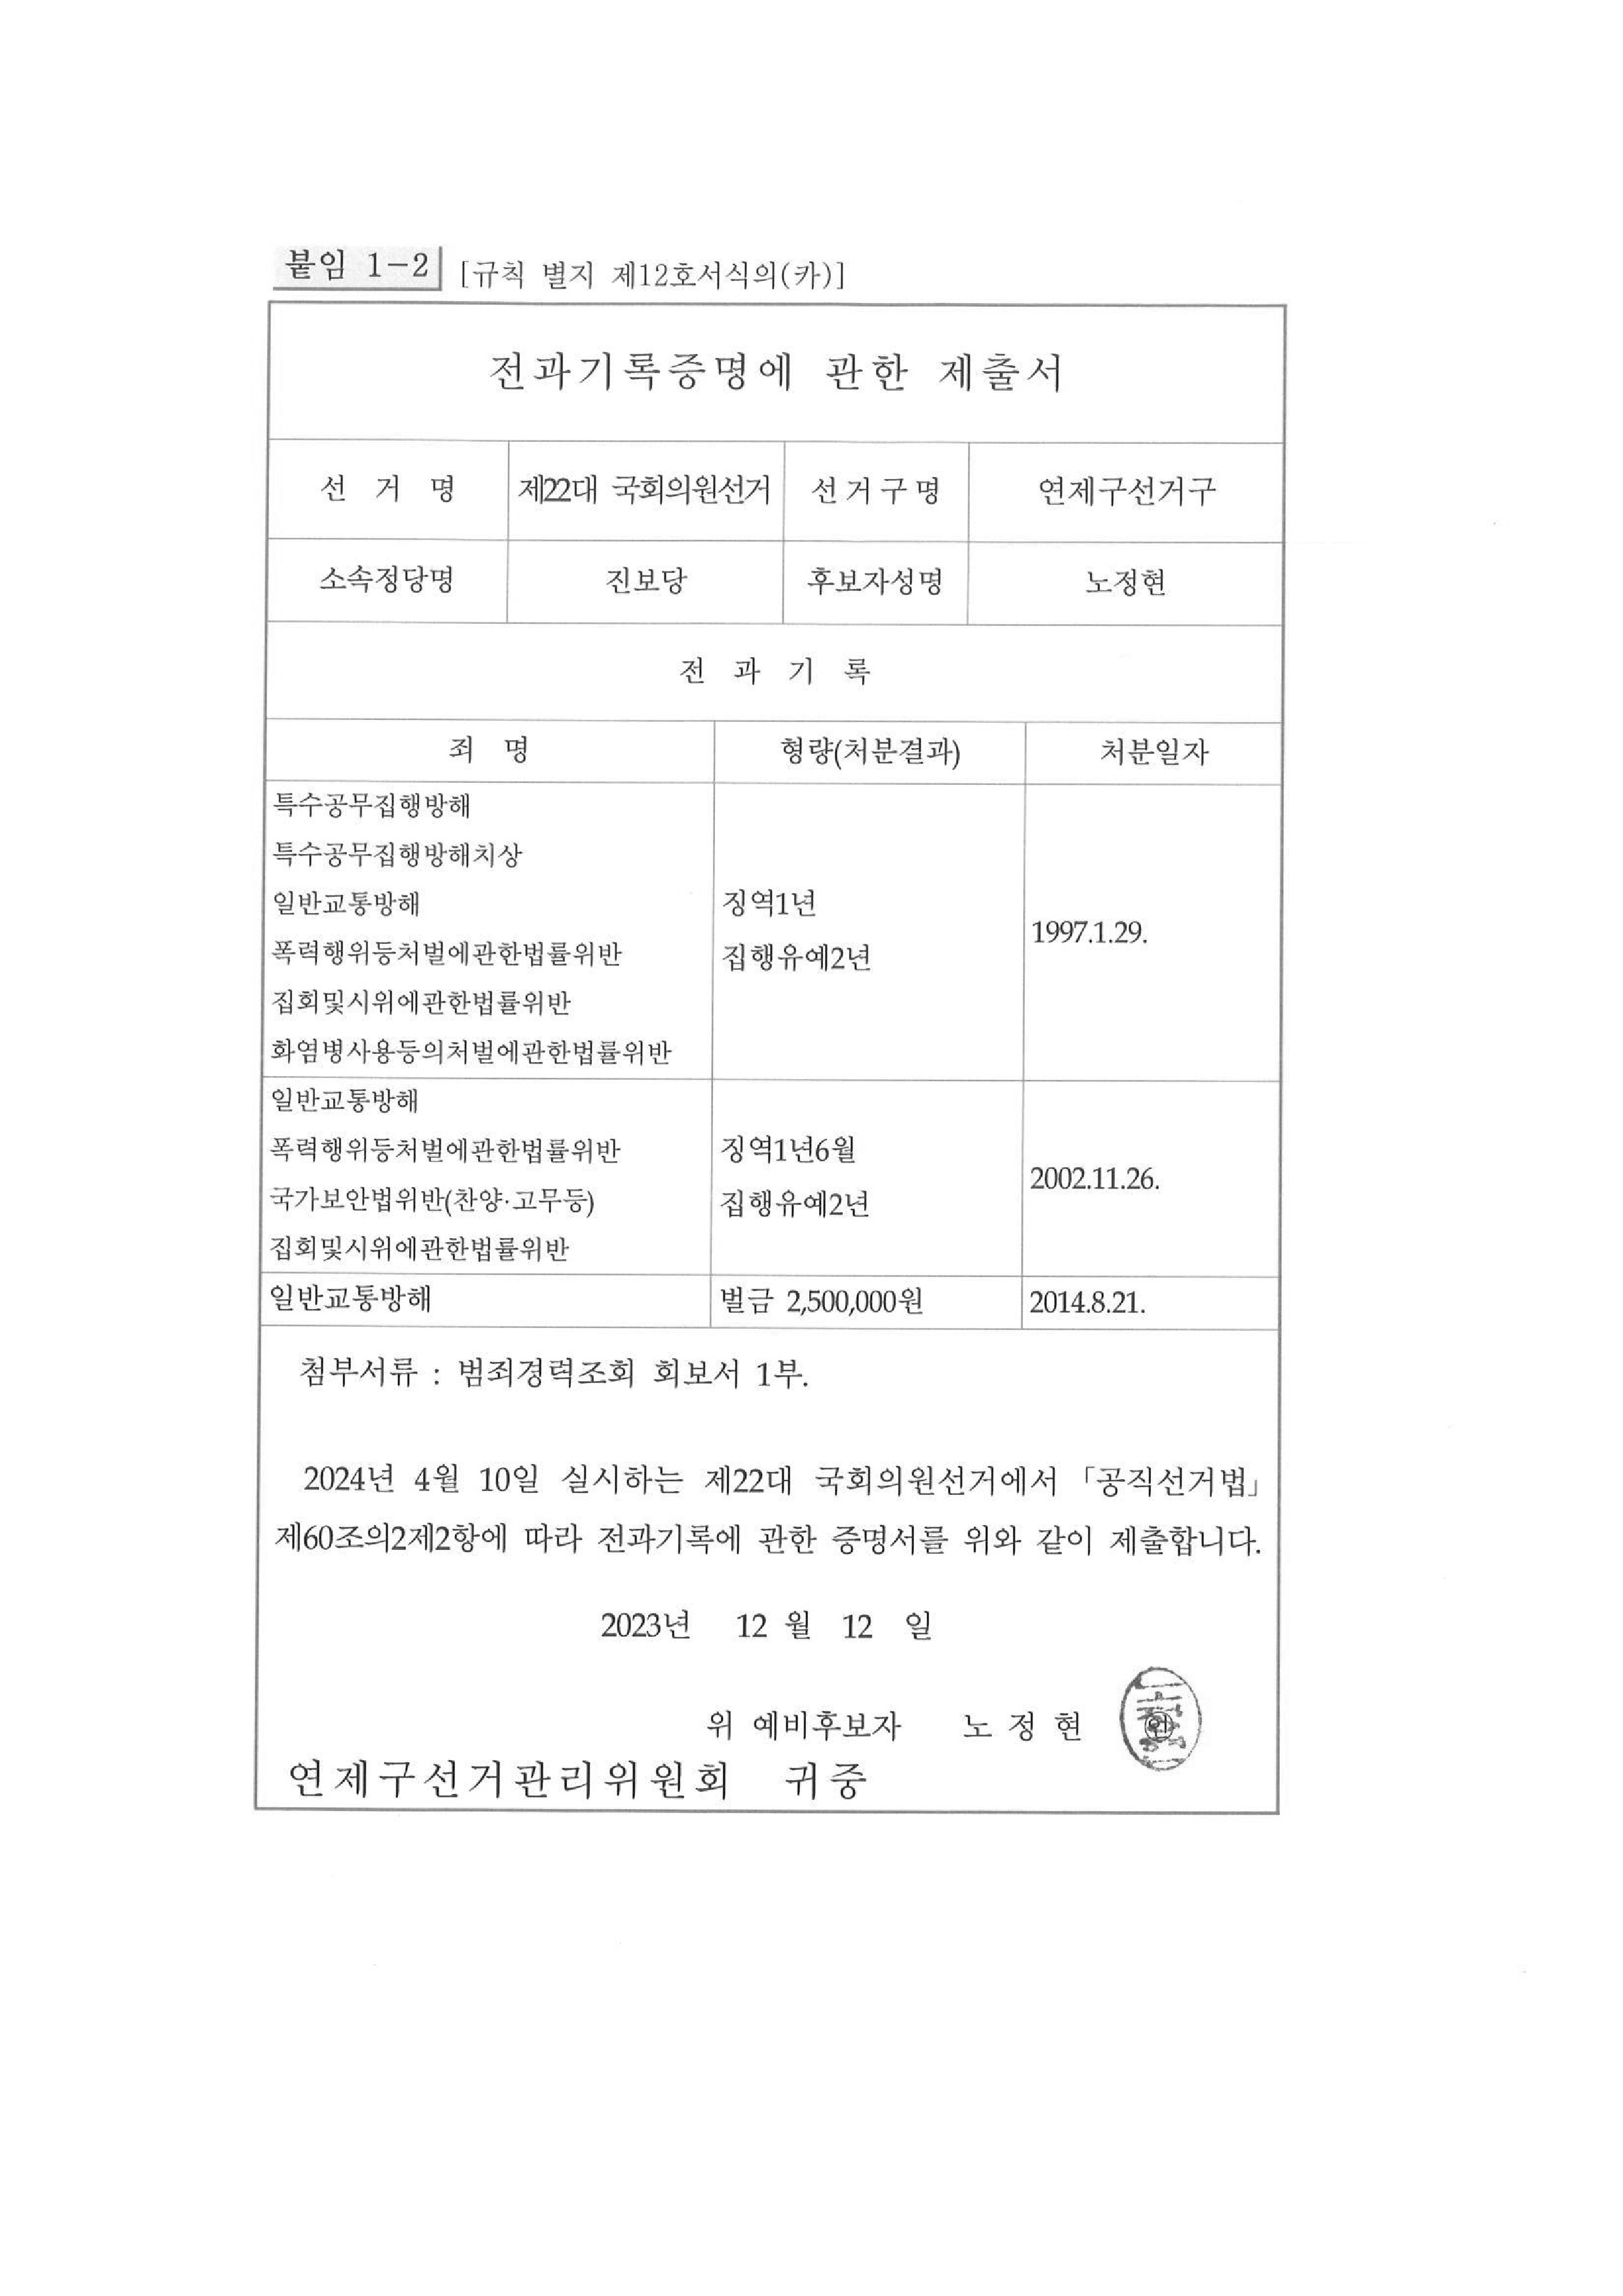 붙임 1-2 [규칙 별지 제12호서식의(카)]
전과기록증명에 관한 제출서
선 거 명 제22대 국회의원선거 선거구명 연제구선거구
소속정당명 진보당 후보자성명 노정현
전 과 기 록
죄 명 형량(처분결과) 처분일자
특수공무집행방해
특수공무집행방해치상
일반교통방해
폭력행위등처벌에관한법률위반
집회및시위에관한법률위반
화염병사용등의처벌에관한법률위반
징역1년
집행유예2년
1997.1.29.
일반교통방해
폭력행위등처벌에관한법률위반
국가보안법위반(찬양·고무등)
집회및시위에관한법률위반
징역1년6월
집행유예2년
2002.11.26.
일반교통방해 벌금 2,500,000원 2014.8.21.
첨부서류 : 범죄경력조회 회보서 1부.
2024년 4월 10일 실시하는 제22대 국회의원선거에서 「공직선거법」
제60조의2제2항에 따라 전과기록에 관한 증명서를 위와 같이 제출합니다.
2023년 12 월 12 일
위 예비후보자 노 정 현 ㊞
연제구선거관리위원회 귀중